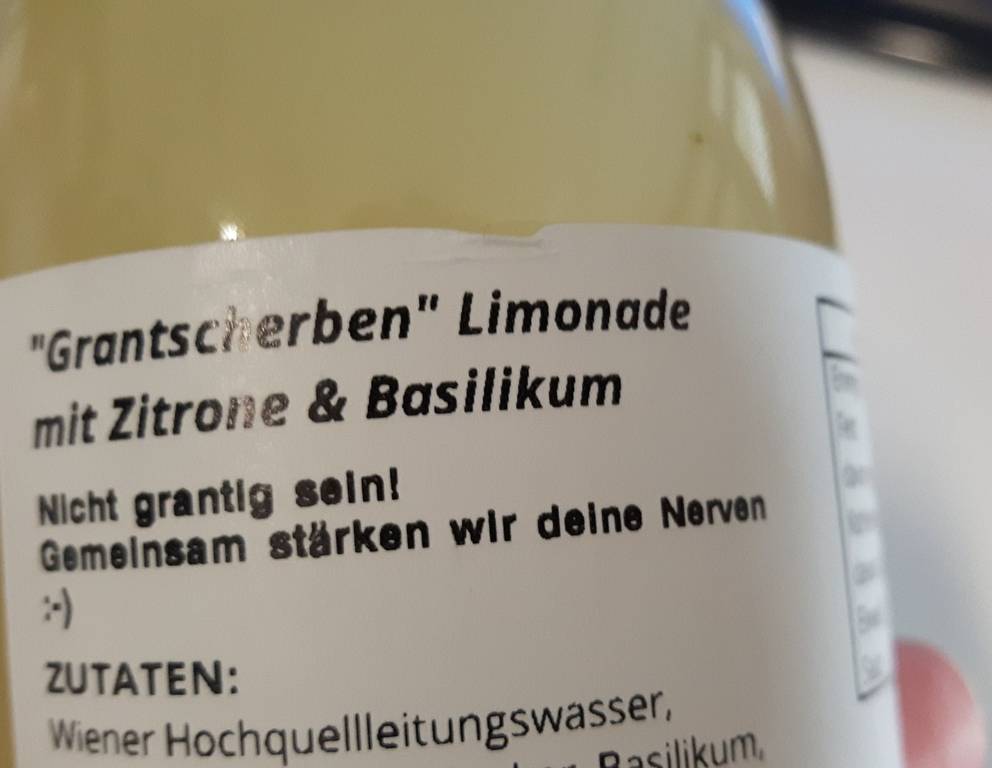 "Grantscherben" Limonade
mit Zitrone & Basilikum
Nicht grantig sein!
Gemeinsam stärken wir deine Nerven
:-)
ZUTATEN:
Wiener Hochquellleitungswasser,
Basilikum,